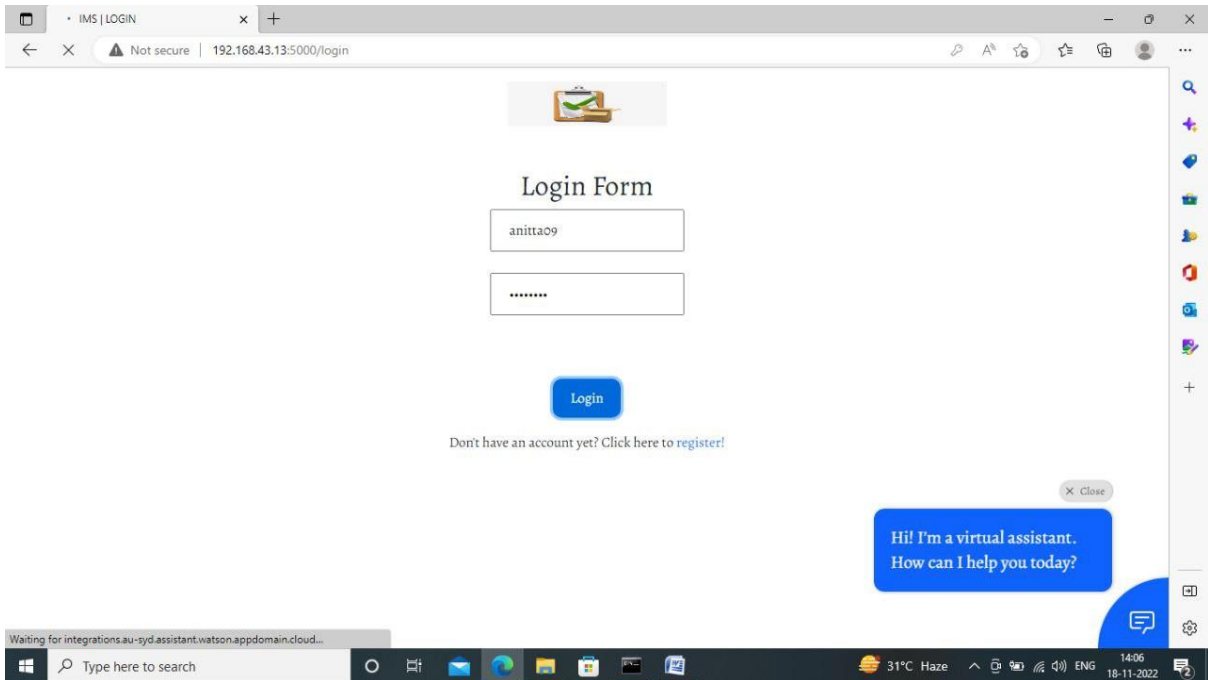 IMS | LOGIN
Not secure | 192.168.43.13:5000/login
Login Form
anitta09
••••••••
Login
Don't have an account yet? Click here to register!
× Close
Hi! I'm a virtual assistant.
How can I help you today?
Waiting for integrations.au-syd.assistant.watson.appdomain.cloud...
Type here to search
31°C Haze
ENG
14:06
18-11-2022
2